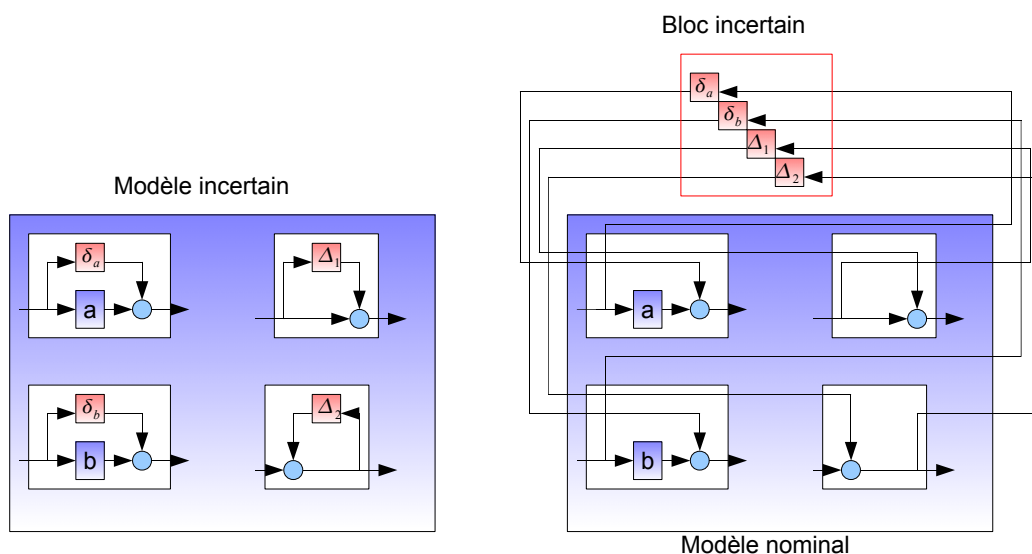 Bloc incertain
δa
δb
Δ1
Δ2
Modèle incertain
δa
a
Δ1
δb
b
Δ2
a
b
Modèle nominal